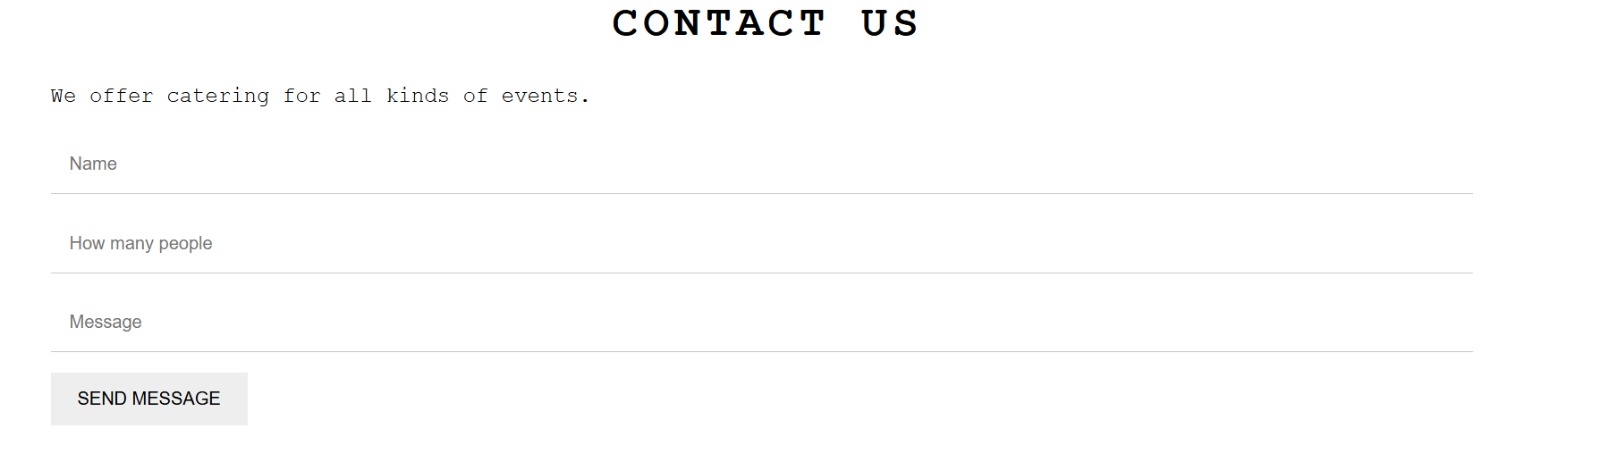 CONTACT US
We offer catering for all kinds of events.
Name
How many people
Message
SEND MESSAGE